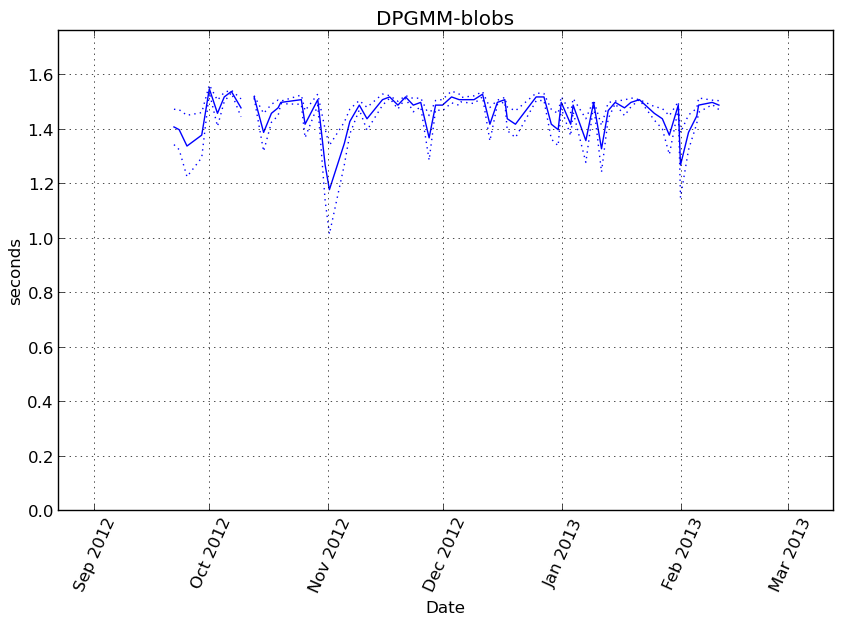 DPGMM-blobs
1.6
1.4
1.2
1.0
0.8
0.6
0.4
0.2
0.0
seconds
Sep 2012
Oct 2012
Nov 2012
Dec 2012
Jan 2013
Feb 2013
Mar 2013
Date